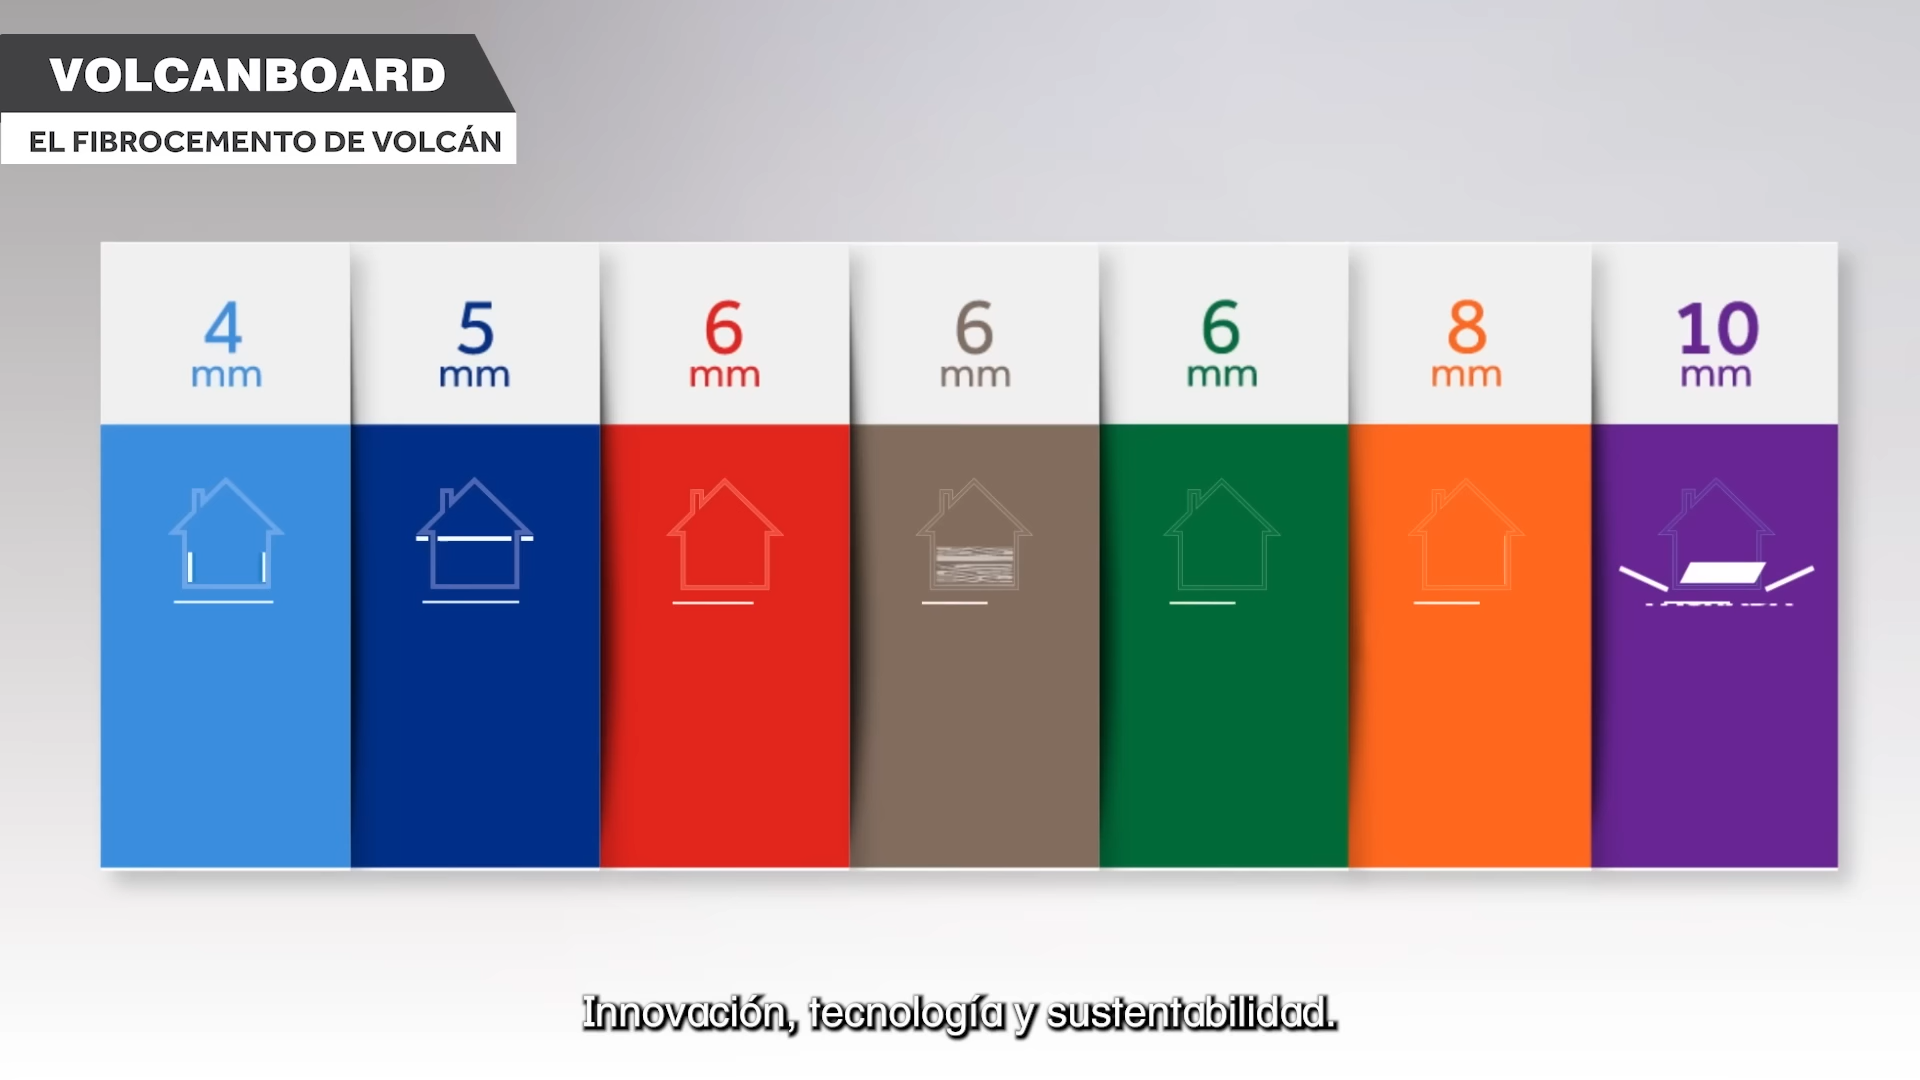 VOLCANBOARD
EL FIBROCEMENTO DE VOLCÁN
4 mm
5 mm
6 mm
6 mm
6 mm
8 mm
10 mm
Innovación, tecnología y sustentabilidad.